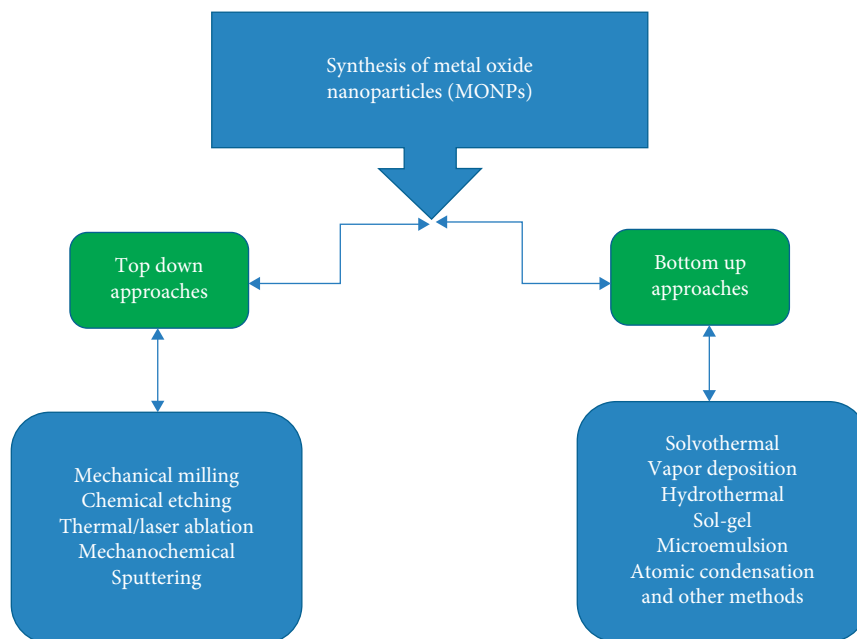 Synthesis of metal oxide
nanoparticles (MONPs)
Top down
approaches
Bottom up
approaches
Mechanical milling
Chemical etching
Thermal/laser ablation
Mechanochemical
Sputtering
Solvothermal
Vapor deposition
Hydrothermal
Sol-gel
Microemulsion
Atomic condensation
and other methods